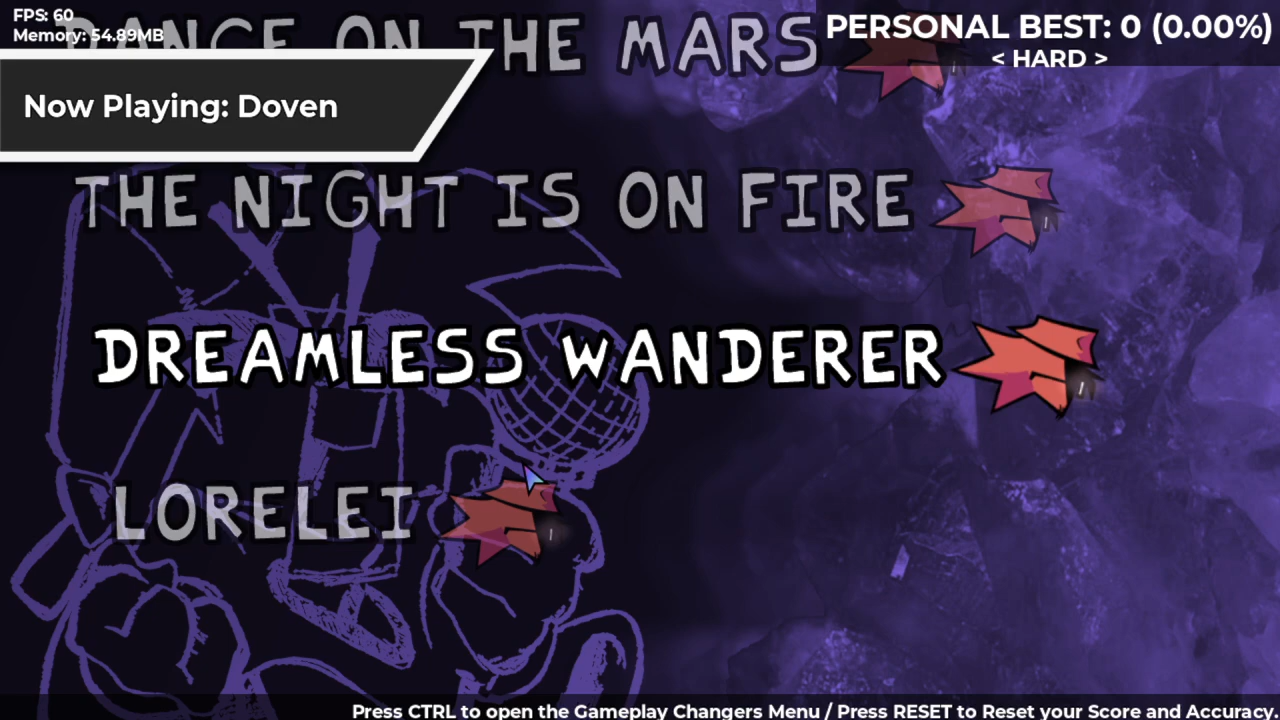 FPS: 60
Memory: 54.89MB
DANCE ON THE MARS
PERSONAL BEST: 0 (0.00%)
< HARD >
Now Playing: Doven
THE NIGHT IS ON FIRE
DREAMLESS WANDERER
LORELEI
Press CTRL to open the Gameplay Changers Menu / Press RESET to Reset your Score and Accuracy.